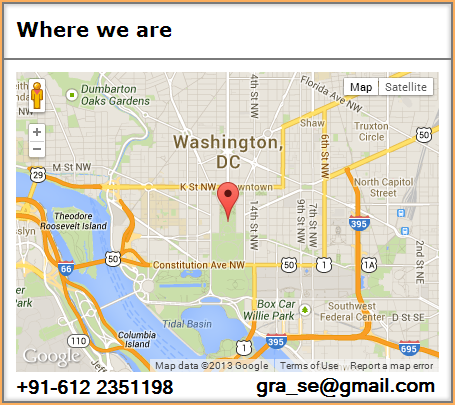 Where we are
Dumbarton
Oaks Gardens
4th St NW
Florida Ave NW
Map
Satellite
Shaw
Truxton
Circle
50
Washington,
DC
6th St NW
M St NW
29
K St NW
Downtown
North Capitol
Street
Theodore
Roosevelt Island
14th St NW
9th St NW
7th St NW
395
2nd St NE
66
50
Constitution Ave NW
50
1
1A
Box Car
Willie Park
Southwest
Federal Center
D St SE
Tidal Basin
110
Columbia
Island
395
695
Google
Map data ©2013 Google
Terms of Use
Report a map error
+91-612 2351198
gra_se@gmail.com